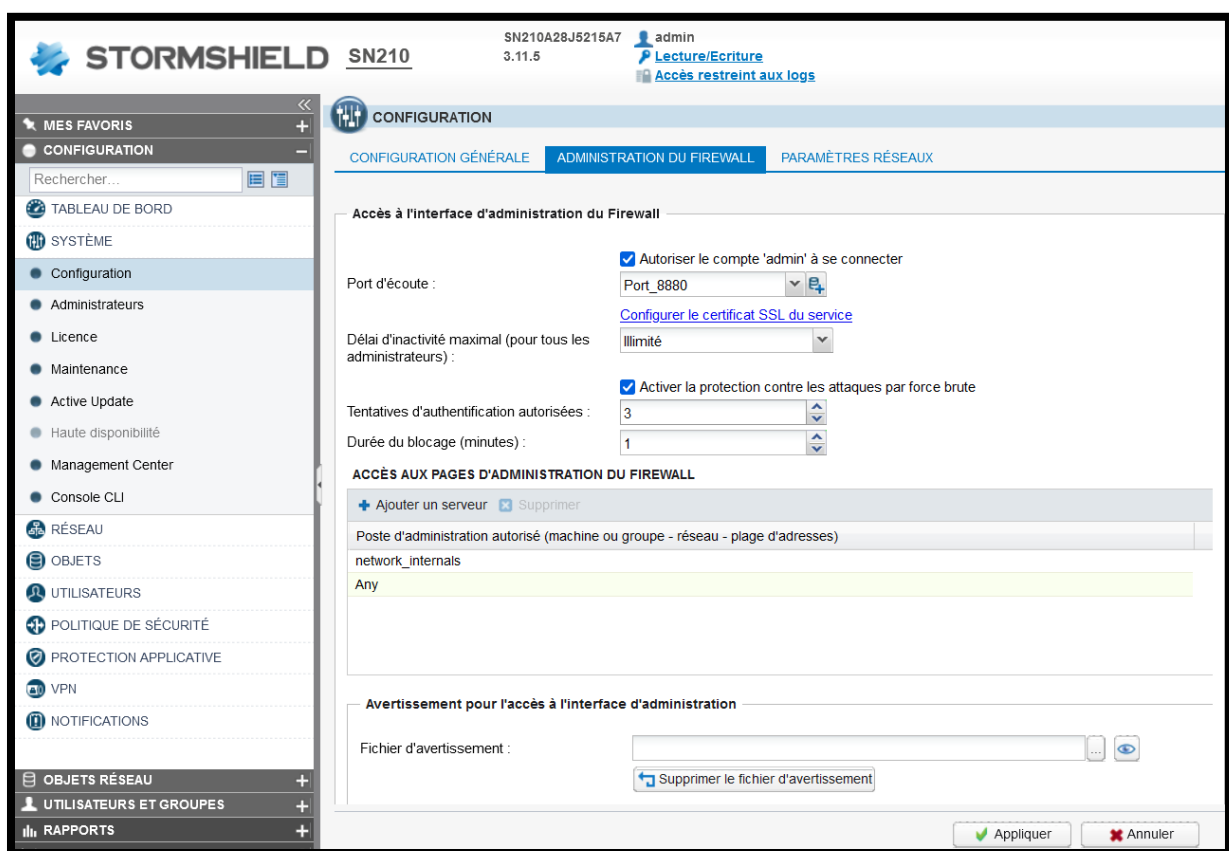 STORMSHIELD SN210
SN210A28J5215A7
3.11.5
admin
Lecture/Ecriture
Accès restreint aux logs
MES FAVORIS
CONFIGURATION
Rechercher...
TABLEAU DE BORD
SYSTÈME
Configuration
Administrateurs
Licence
Maintenance
Active Update
Haute disponibilité
Management Center
Console CLI
RÉSEAU
OBJETS
UTILISATEURS
POLITIQUE DE SÉCURITÉ
PROTECTION APPLICATIVE
VPN
NOTIFICATIONS
OBJETS RÉSEAU
UTILISATEURS ET GROUPES
RAPPORTS
CONFIGURATION
CONFIGURATION GÉNÉRALE ADMINISTRATION DU FIREWALL PARAMÈTRES RÉSEAUX
Accès à l'interface d'administration du Firewall
Autoriser le compte 'admin' à se connecter
Port d'écoute : Port_8880
Configurer le certificat SSL du service
Délai d'inactivité maximal (pour tous les
administrateurs) :
Illimité
Activer la protection contre les attaques par force brute
Tentatives d'authentification autorisées : 3
Durée du blocage (minutes) : 1
ACCÈS AUX PAGES D'ADMINISTRATION DU FIREWALL
Ajouter un serveur Supprimer
Poste d'administration autorisé (machine ou groupe - réseau - plage d'adresses)
network_internals
Any
Avertissement pour l'accès à l'interface d'administration
Fichier d'avertissement : ...
Supprimer le fichier d'avertissement
Appliquer Annuler